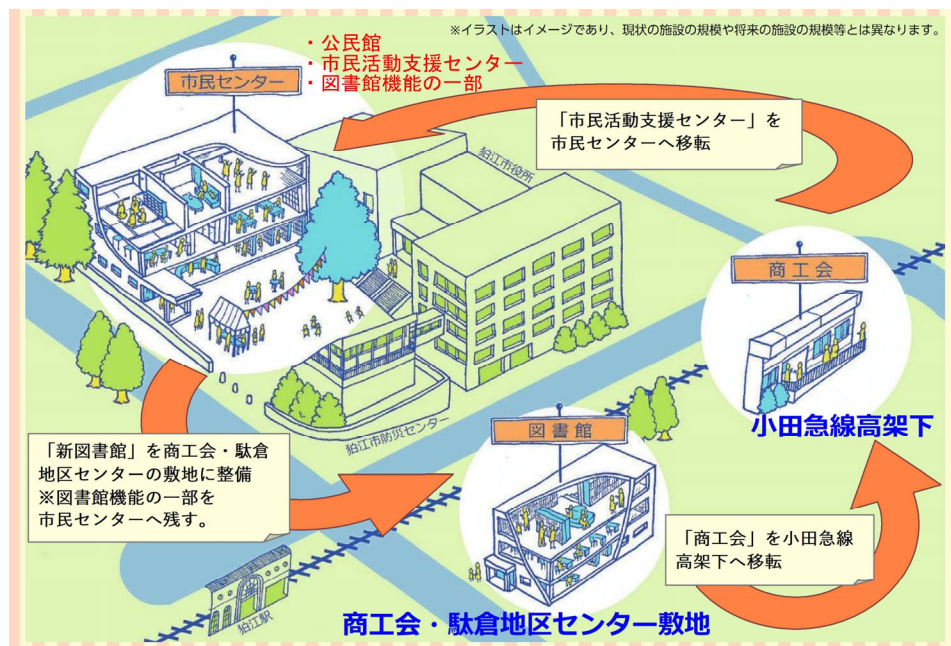 ※イラストはイメージであり、現状の施設の規模や将来の施設の規模等とは異なります。
・公民館
・市民活動支援センター
・図書館機能の一部
市民センター
「市民活動支援センター」を
市民センターへ移転
狛江市役所
商工会
小田急線高架下
「新図書館」を商工会・駄倉
地区センターの敷地に整備
※図書館機能の一部を
市民センターへ残す。
狛江市防災センター
図書館
「商工会」を小田急線
高架下へ移転
狛江駅
商工会・駄倉地区センター敷地